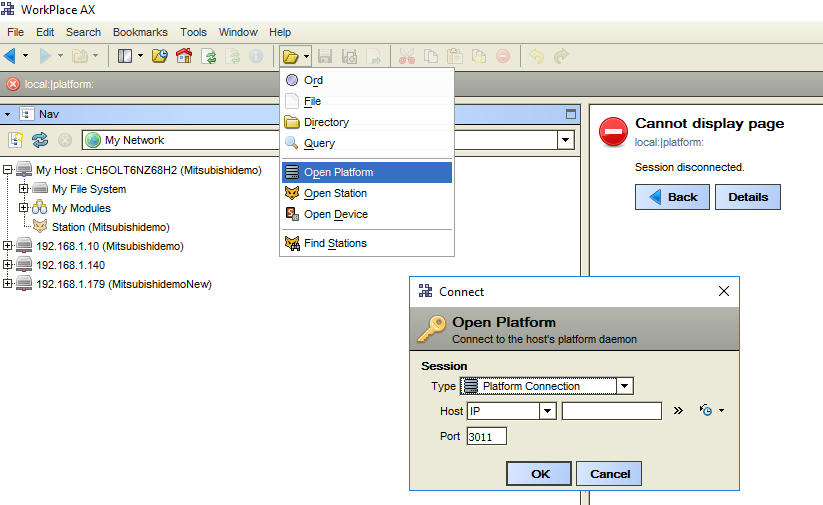 WorkPlace AX
File Edit Search Bookmarks Tools Window Help
local:|platform:
Nav
My Network
My Host : CH5OLT6NZ68H2 (Mitsubishidemo)
My File System
My Modules
Station (Mitsubishidemo)
192.168.1.10 (Mitsubishidemo)
192.168.1.140
192.168.1.179 (MitsubishidemoNew)
Ord
File
Directory
Query
Open Platform
Open Station
Open Device
Find Stations
Cannot display page
local:|platform:
Session disconnected.
Back Details
Connect
Open Platform
Connect to the host's platform daemon
Session
Type Platform Connection
Host IP
Port 3011
OK Cancel